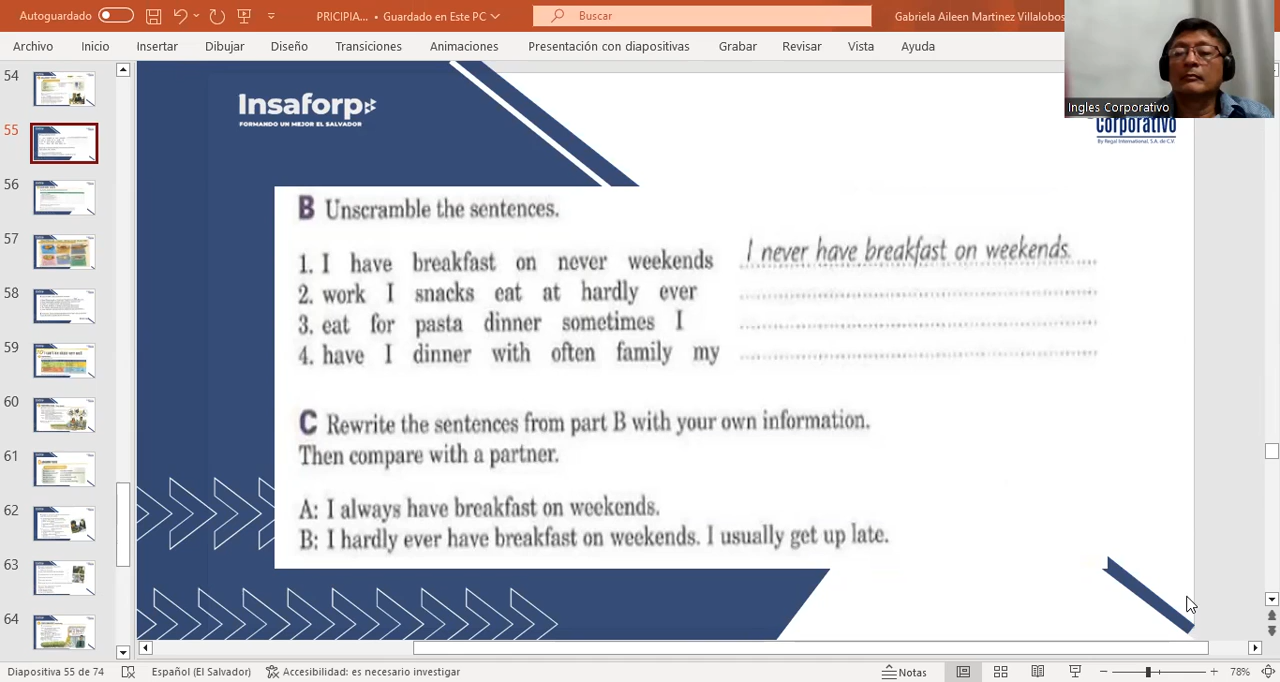 Autoguardado
PRICIPIA... • Guardado en Este PC
Buscar
Gabriela Aileen Martinez Villalobos
Archivo Inicio Insertar Dibujar Diseño Transiciones Animaciones Presentación con diapositivas Grabar Revisar Vista Ayuda
Ingles Corporativo
54
55
56
57
58
59
60
61
62
63
64
Insaforp
FORMANDO UN MEJOR EL SALVADOR
Corporativo
By Regal International, S.A. de C.V.
B Unscramble the sentences.
1. I have breakfast on never weekends I never have breakfast on weekends.
2. work I snacks eat at hardly ever
3. eat for pasta dinner sometimes I
4. have I dinner with often family my
C Rewrite the sentences from part B with your own information.
Then compare with a partner.
A: I always have breakfast on weekends.
B: I hardly ever have breakfast on weekends. I usually get up late.
Diapositiva 55 de 74 Español (El Salvador) Accesibilidad: es necesario investigar Notas 78%